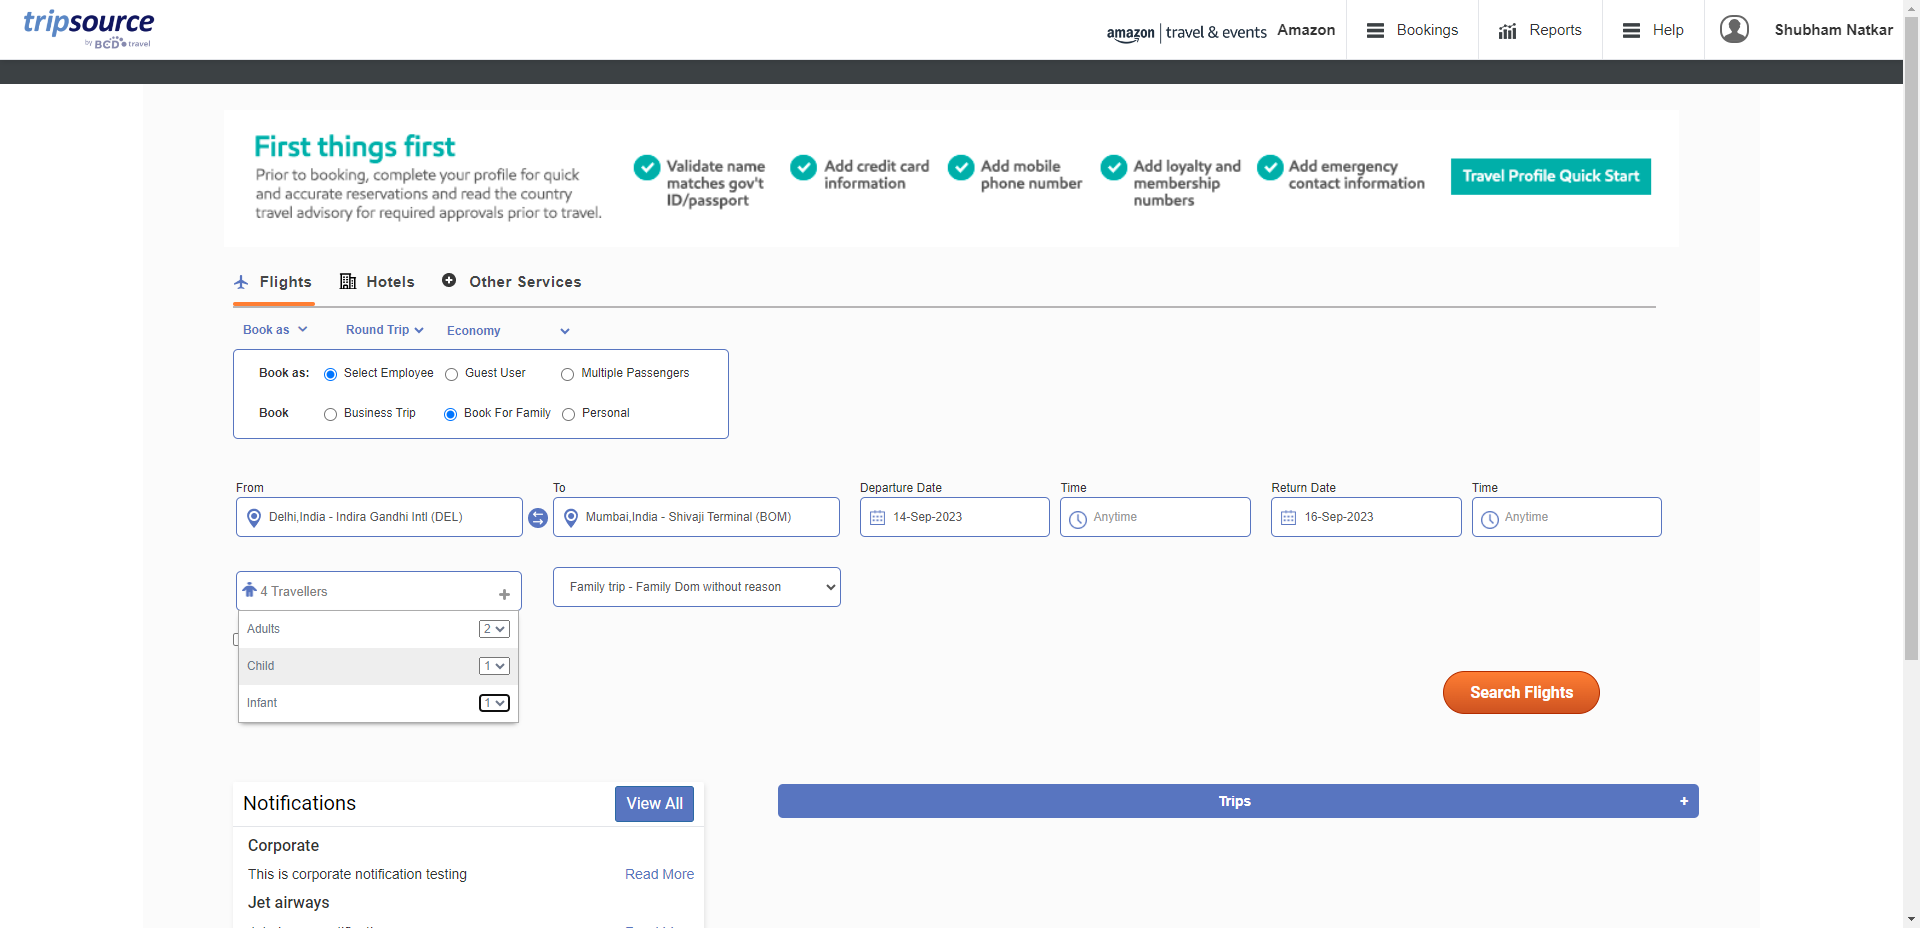 tripsource
by BCD travel
amazon | travel & events Amazon
Bookings
Reports
Help
Shubham Natkar
First things first
Prior to booking, complete your profile for quick
and accurate reservations and read the country
travel advisory for required approvals prior to travel.
Validate name
matches gov't
ID/passport
Add credit card
information
Add mobile
phone number
Add loyalty and
membership
numbers
Add emergency
contact information
Travel Profile Quick Start
Flights
Hotels
Other Services
Book as
Round Trip
Economy
Book as: Select Employee Guest User Multiple Passengers
Book Business Trip Book For Family Personal
From
Delhi,India - Indira Gandhi Intl (DEL)
To
Mumbai,India - Shivaji Terminal (BOM)
Departure Date
14-Sep-2023
Time
Anytime
Return Date
16-Sep-2023
Time
Anytime
4 Travellers +
Family trip - Family Dom without reason
Adults 2
Child 1
Infant 1
Search Flights
Notifications
View All
Corporate
This is corporate notification testing Read More
Jet airways
Trips +